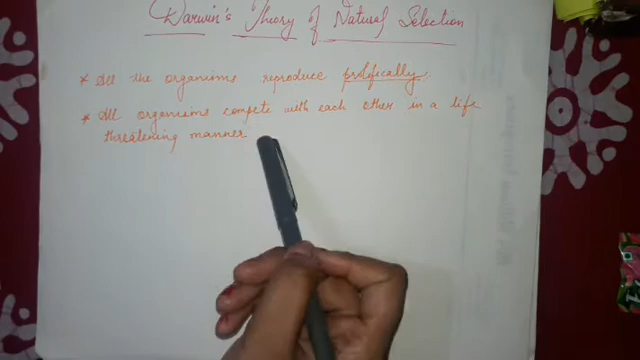 Darwin's Theory of Natural Selection
* All the organisms reproduce prolifically.
* All organisms compete with each other in a life
threatening manner